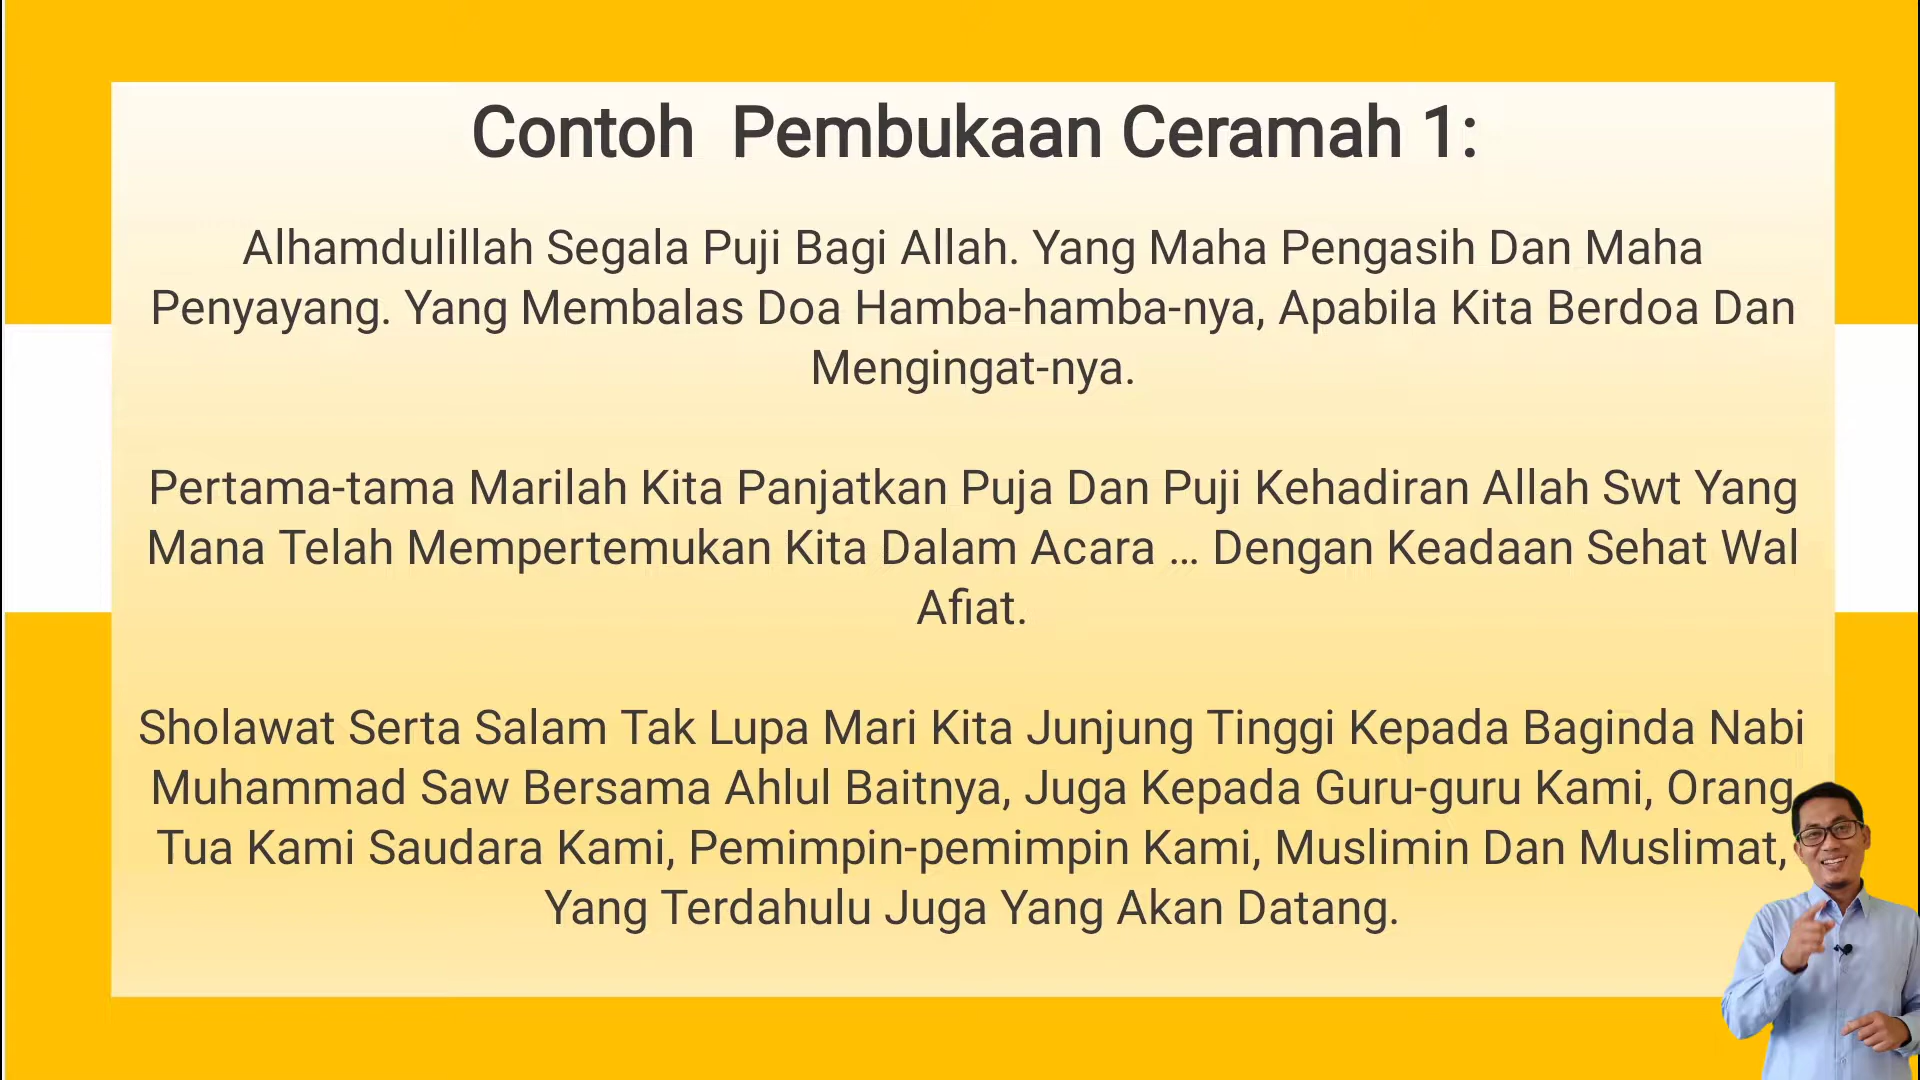 Contoh  Pembukaan Ceramah 1:
Alhamdulillah Segala Puji Bagi Allah. Yang Maha Pengasih Dan Maha
Penyayang. Yang Membalas Doa Hamba-hamba-nya, Apabila Kita Berdoa Dan
Mengingat-nya.
Pertama-tama Marilah Kita Panjatkan Puja Dan Puji Kehadiran Allah Swt Yang
Mana Telah Mempertemukan Kita Dalam Acara ... Dengan Keadaan Sehat Wal
Afiat.
Sholawat Serta Salam Tak Lupa Mari Kita Junjung Tinggi Kepada Baginda Nabi
Muhammad Saw Bersama Ahlul Baitnya, Juga Kepada Guru-guru Kami, Orang
Tua Kami Saudara Kami, Pemimpin-pemimpin Kami, Muslimin Dan Muslimat,
Yang Terdahulu Juga Yang Akan Datang.